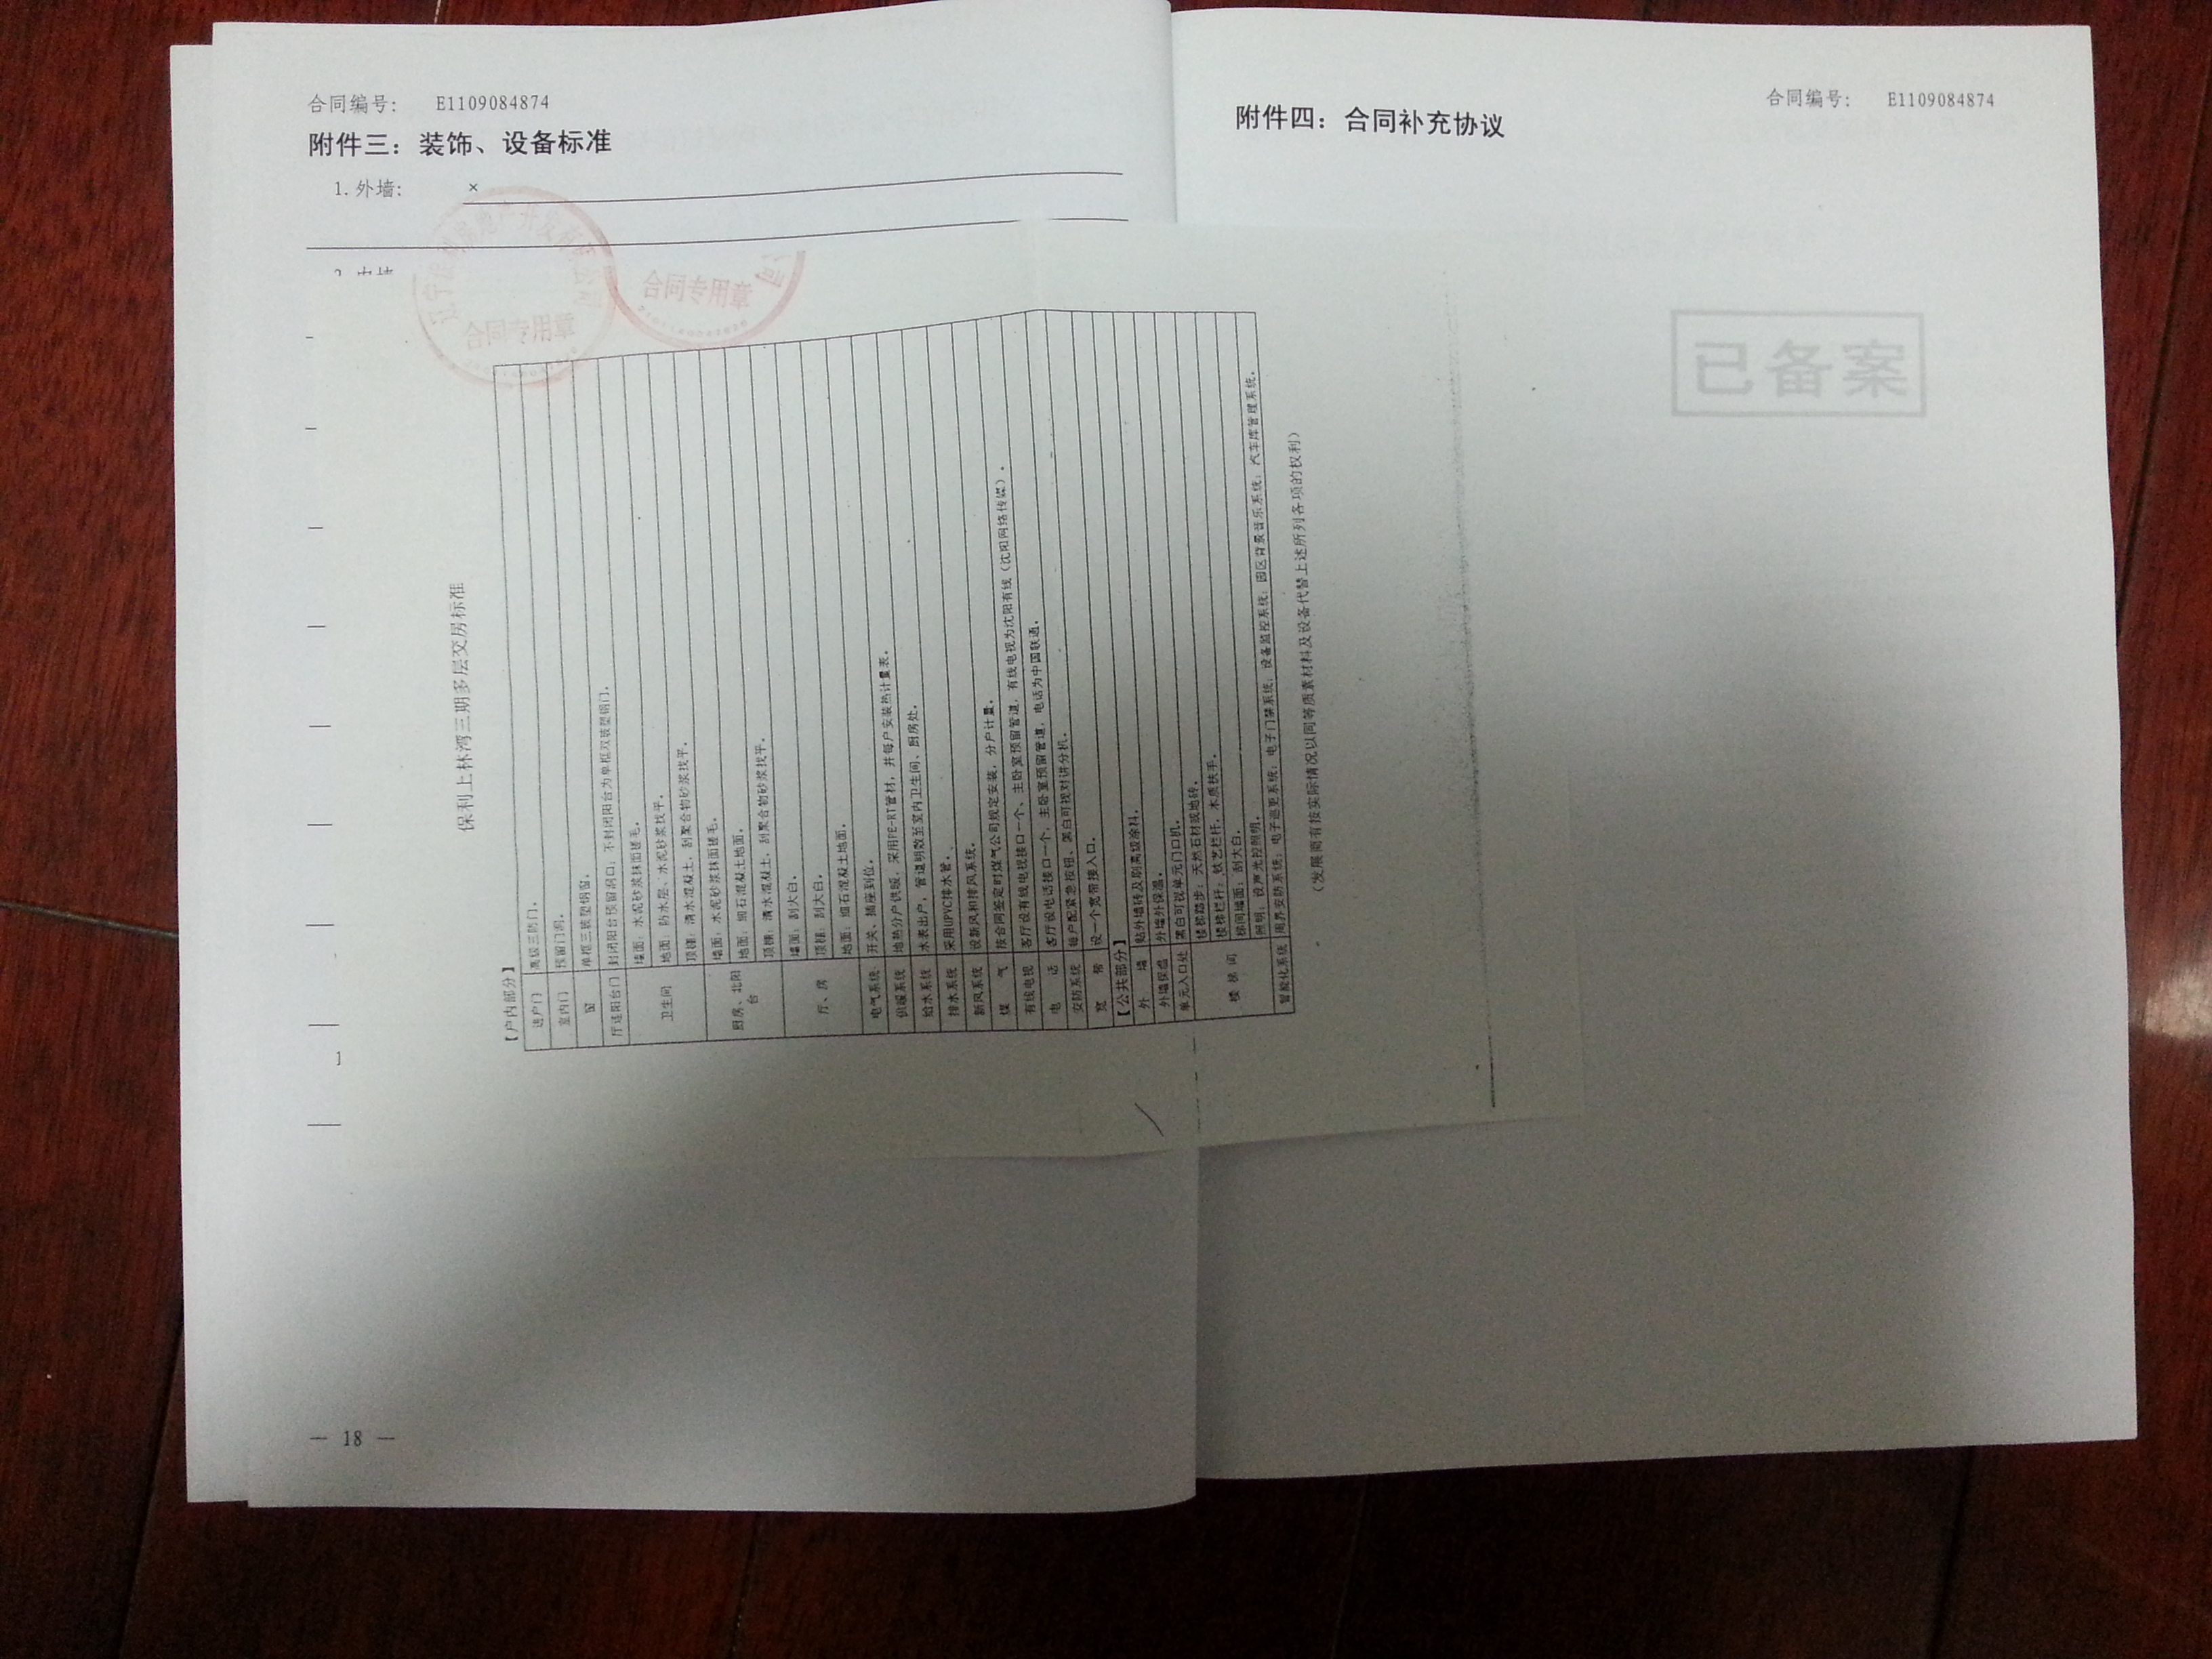 合同编号： E1109084874
附件三：装饰、设备标准
1. 外墙：
×
保利上林湾三期多层交房标准
【户内部分】
进户门 高级三防门。
室内门 预留门洞。
窗 单框三玻塑钢窗。
厅连阳台门 封闭阳台预留洞口，不封闭阳台为单框双玻塑钢门。
卫生间 墙面：水泥砂浆抹面搓毛。
地面：防水层、水泥砂浆找平。
顶棚：清水混凝土，刮聚合物砂浆找平。
厨房、北阳台 墙面：水泥砂浆抹面搓毛。
地面：细石混凝土地面。
顶棚：清水混凝土，刮聚合物砂浆找平。
厅、房 墙面：刮大白。
顶棚：刮大白。
地面：细石混凝土地面。
电气系统 开关、插座到位。
供暖系统 地热分户供暖，采用PE-RT管材，并每户安装热计量表。
给水系统 水表出户，管道明敷至室内卫生间、厨房处。
排水系统 采用UPVC排水管。
新风系统 设新风和排风系统。
煤气 按合同签定时煤气公司规定安装，分户计量。
有线电视 客厅设有线电视接口一个、主卧室预留管道，有线电视为沈阳有线（沈阳网络传媒）。
电话 客厅设电话接口一个，主卧室预留管道，电话为中国联通。
安防系统 每户配紧急按钮、黑白可视对讲分机。
宽带 设一个宽带接入口。
【公共部分】
外墙 贴外墙砖及刷高级涂料。
外墙保温 外墙外保温。
单元入口处 黑白可视单元门口机。
楼梯间 楼梯踏步：天然石材或地砖。
楼梯栏杆：铁艺栏杆，木质扶手。
梯间墙面：刮大白。
照明：设声光控照明。
智能化系统 周界安防系统；电子巡更系统；电子门禁系统；设备监控系统；园区背景音乐系统；汽车库管理系统。
（发展商有按实际情况以同等质素材料及设备代替上述所列各项的权利）
合同专用章
合同专用章
— 18 —
合同编号： E1109084874
附件四：合同补充协议
已备案